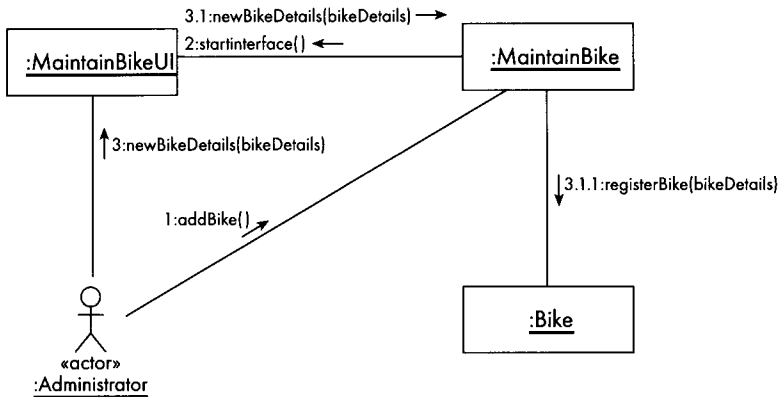 3.1:newBikeDetails(bikeDetails)
2:startinterface()
:MaintainBikeUI
:MaintainBike
3:newBikeDetails(bikeDetails)
3.1.1:registerBike(bikeDetails)
1:addBike()
:Bike
«actor»
:Administrator